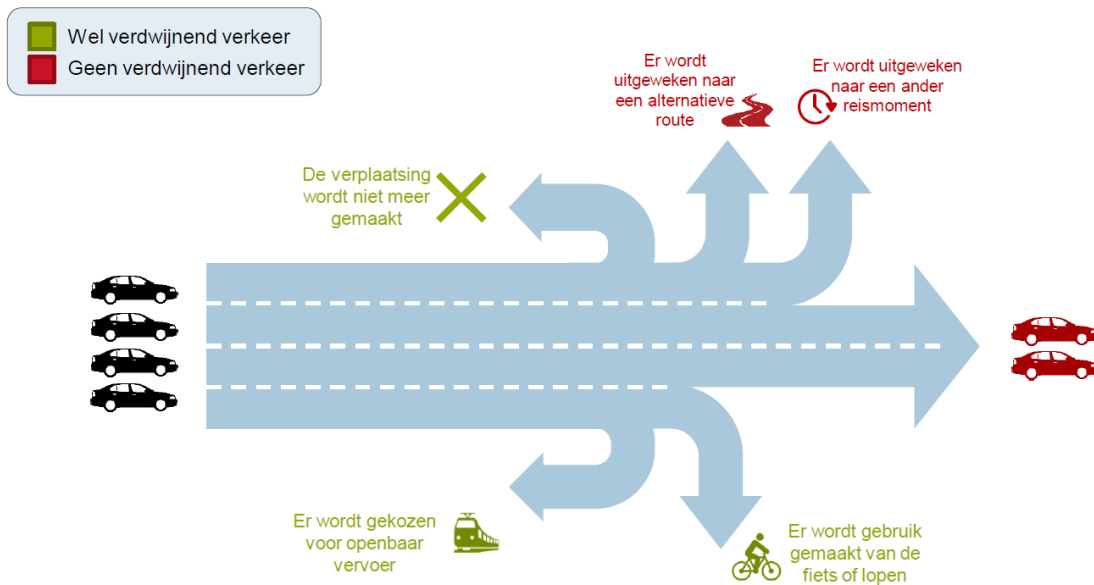 Wel verdwijnend verkeer
Geen verdwijnend verkeer
Er wordt
uitgeweken naar
een alternatieve
route
Er wordt uitgeweken
naar een ander
reismoment
De verplaatsing
wordt niet meer
gemaakt
Er wordt gekozen
voor openbaar
vervoer
Er wordt gebruik
gemaakt van de
fiets of lopen